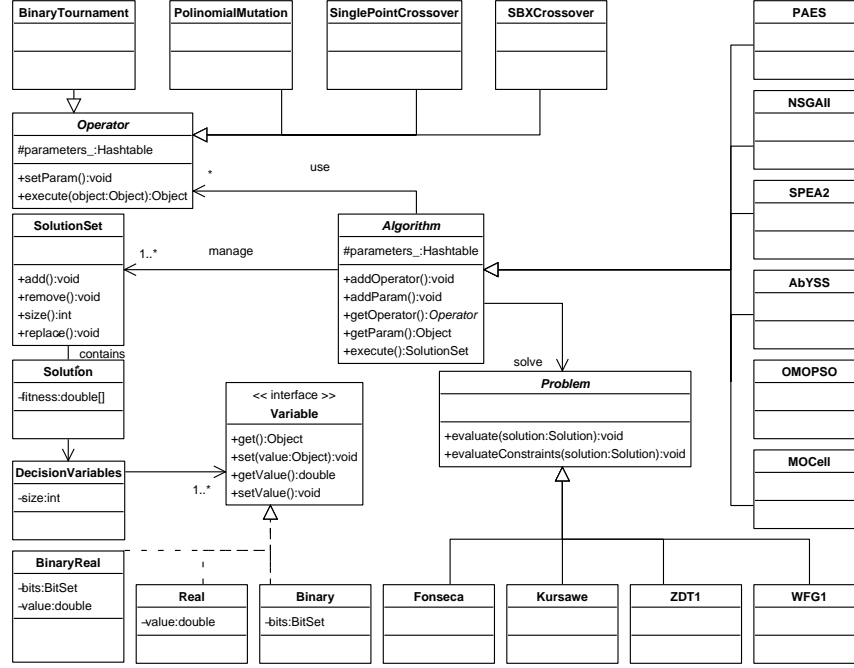 BinaryTournament
PolinomialMutation
SinglePointCrossover
SBXCrossover
PAES
Operator
#parameters_:Hashtable
+setParam():void
+execute(object:Object):Object
*
use
NSGAII
SPEA2
SolutionSet
+add():void
+remove():void
+size():int
+replace():void
1..*
manage
Algorithm
#parameters_:Hashtable
+addOperator():void
+addParam():void
+getOperator():Operator
+getParam():Object
+execute():SolutionSet
AbYSS
contains
*
Solution
-fitness:double[]
solve
Problem
+evaluate(solution:Solution):void
+evaluateConstraints(solution:Solution):void
OMOPSO
<< interface >>
Variable
+get():Object
+set(value:Object):void
+getValue():double
+setValue():void
DecisionVariables
-size:int
1..*
MOCell
BinaryReal
-bits:BitSet
-value:double
Real
-value:double
Binary
-bits:BitSet
Fonseca
Kursawe
ZDT1
WFG1